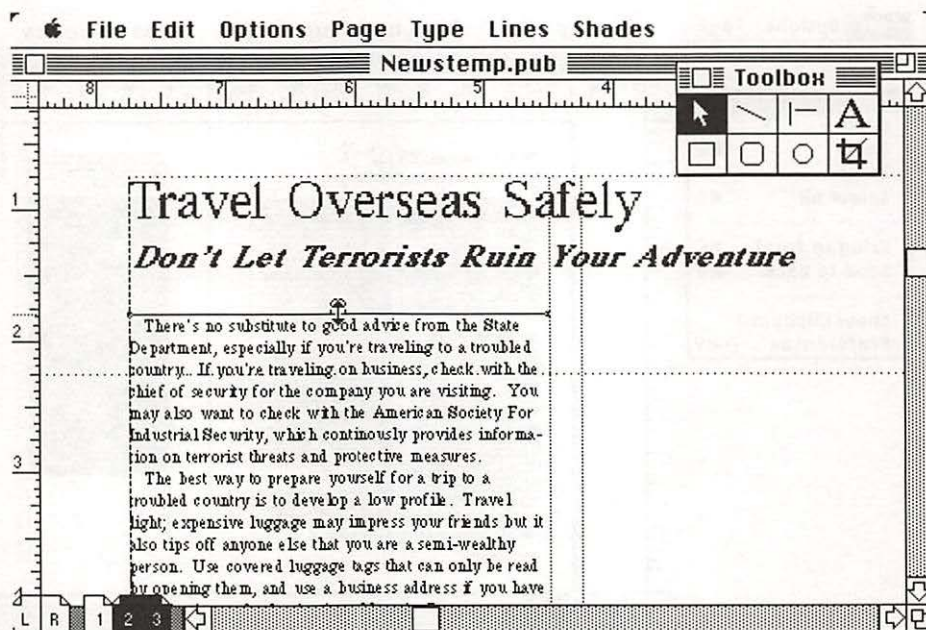 File Edit Options Page Type Lines Shades
Newstemp.pub
Toolbox
8 7 6 5 4
A
1
Travel Overseas Safely
Don't Let Terrorists Ruin Your Adventure
2
There's no substitute to good advice from the State
Department, especially if you're traveling to a troubled
country.. If you're traveling on business, check with the
chief of security for the company you are visiting. You
may also want to check with the American Society For
Industrial Security, which continously provides informa-
tion on terrorist threats and protective measures.
3
The best way to prepare yourself for a trip to a
troubled country is to develop a low profile. Travel
light; expensive luggage may impress your friends but it
also tips off anyone else that you are a semi-wealthy
person. Use covered luggage tags that can only be read
by opening them, and use a business address if you have
4
L R 1 2 3